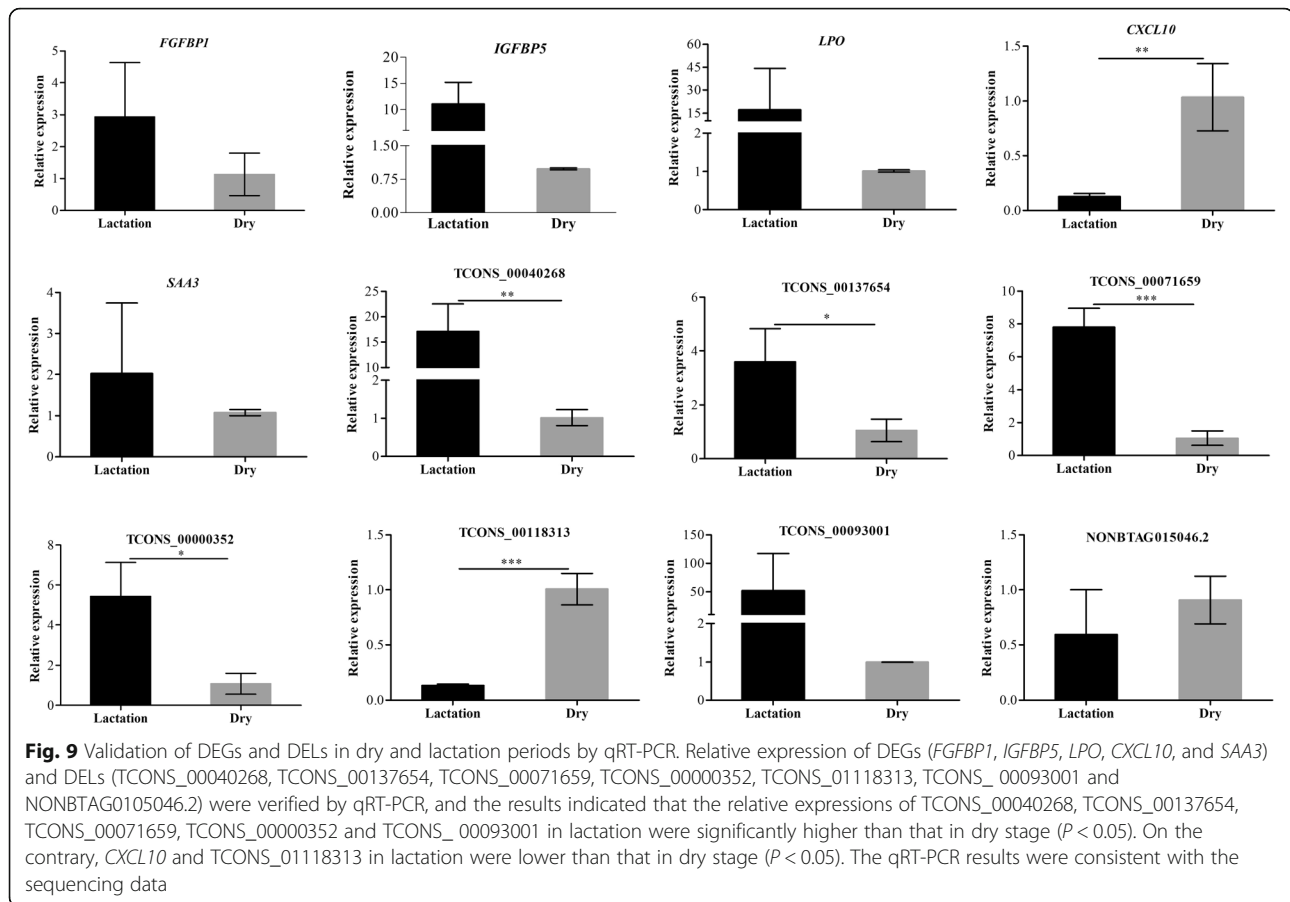 FGFBP1
Relative expression
5
4
3
2
1
0
Lactation Dry
IGFBP5
Relative expression
20
15
10
5
1.50
0.75
0.00
Lactation Dry
LPO
Relative expression
60
45
30
15
2
1
0
Lactation Dry
CXCL10
Relative expression
1.5
1.0
0.5
0.0
**
Lactation Dry
SAA3
Relative expression
4
3
2
1
0
Lactation Dry
TCONS_00040268
Relative expression
25
20
15
10
2
1
0
**
Lactation Dry
TCONS_00137654
Relative expression
6
4
2
0
*
Lactation Dry
TCONS_00071659
Relative expression
10
8
6
4
2
0
***
Lactation Dry
TCONS_00000352
Relative expression
8
6
4
2
0
*
Lactation Dry
TCONS_00118313
Relative expression
1.5
1.0
0.5
0.0
***
Lactation Dry
TCONS_00093001
Relative expression
150
100
50
2
1
0
Lactation Dry
NONBTAG015046.2
Relative expression
1.5
1.0
0.5
0.0
Lactation Dry
Fig. 9 Validation of DEGs and DELs in dry and lactation periods by qRT-PCR. Relative expression of DEGs (FGFBP1, IGFBP5, LPO, CXCL10, and SAA3)
and DELs (TCONS_00040268, TCONS_00137654, TCONS_00071659, TCONS_00000352, TCONS_01118313, TCONS_ 00093001 and
NONBTAG0105046.2) were verified by qRT-PCR, and the results indicated that the relative expressions of TCONS_00040268, TCONS_00137654,
TCONS_00071659, TCONS_00000352 and TCONS_ 00093001 in lactation were significantly higher than that in dry stage (P < 0.05). On the
contrary, CXCL10 and TCONS_01118313 in lactation were lower than that in dry stage (P < 0.05). The qRT-PCR results were consistent with the
sequencing data